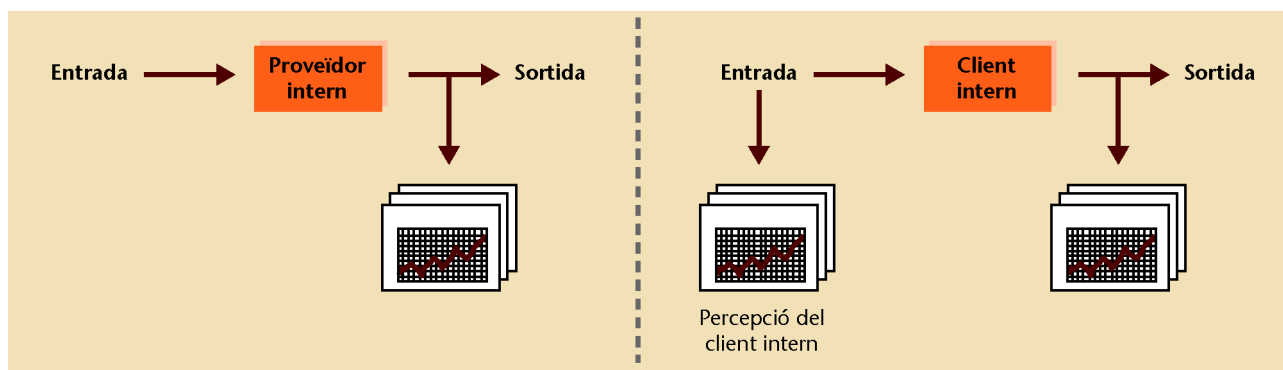 Entrada
Proveïdor
intern
Sortida
Entrada
Client
intern
Sortida
Percepció del
client intern